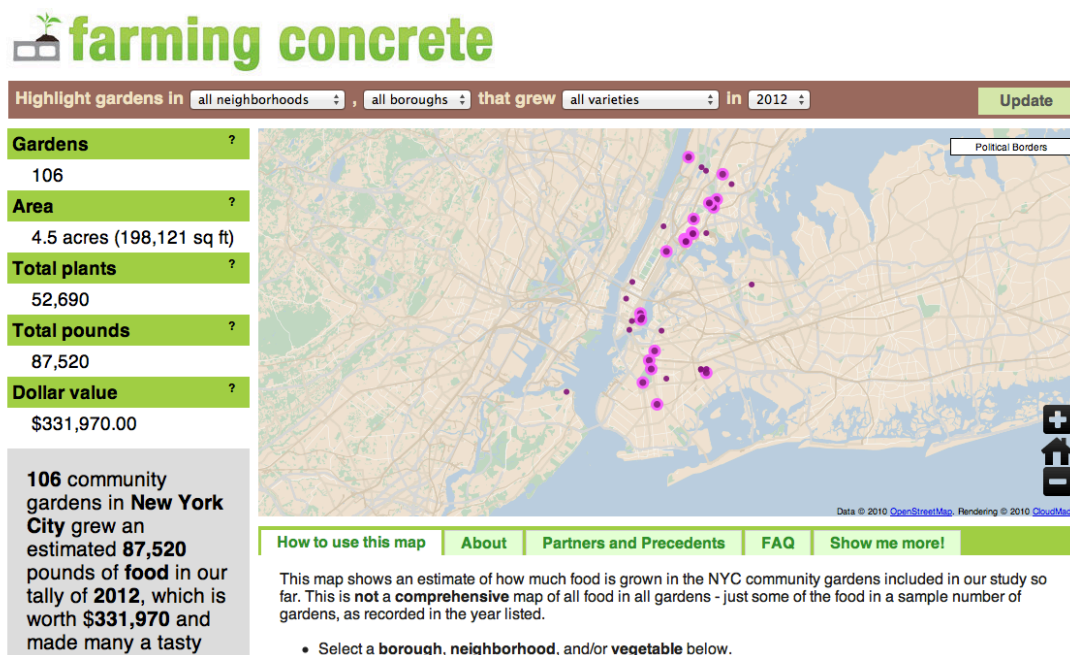 farming concrete
Highlight gardens in all neighborhoods , all boroughs that grew all varieties in 2012 Update
Gardens ?
106
Area ?
4.5 acres (198,121 sq ft)
Total plants ?
52,690
Total pounds ?
87,520
Dollar value ?
$331,970.00
106 community
gardens in New York
City grew an
estimated 87,520
pounds of food in our
tally of 2012, which is
worth $331,970 and
made many a tasty
Political Borders
Data © 2010 OpenStreetMap. Rendering © 2010 CloudMad
How to use this map About Partners and Precedents FAQ Show me more!
This map shows an estimate of how much food is grown in the NYC community gardens included in our study so
far. This is not a comprehensive map of all food in all gardens - just some of the food in a sample number of
gardens, as recorded in the year listed.
• Select a borough, neighborhood, and/or vegetable below.